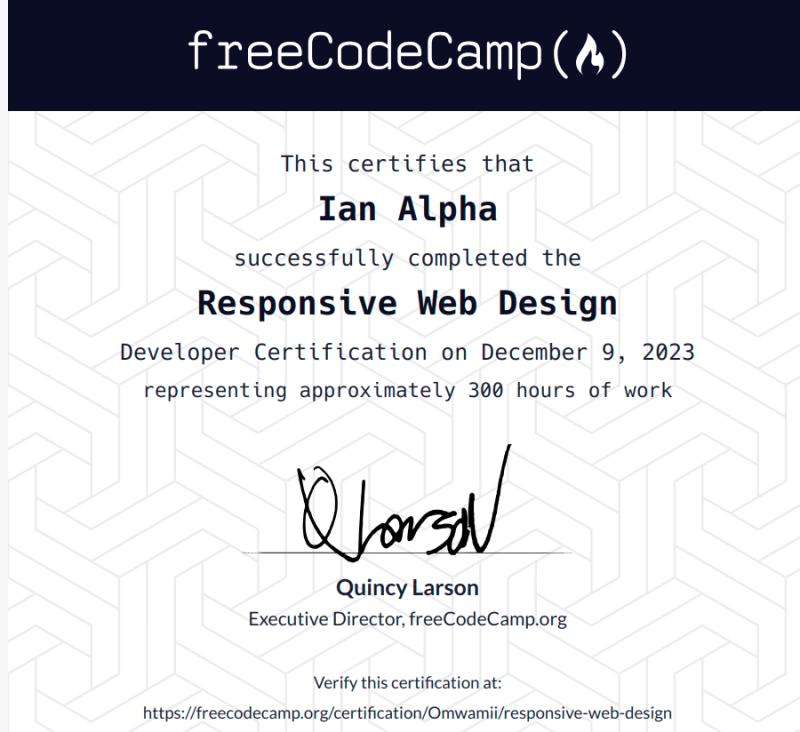 freeCodeCamp
This certifies that
Ian Alpha
successfully completed the
Responsive Web Design
Developer Certification on December 9, 2023
representing approximately 300 hours of work
Quincy Larson
Executive Director, freeCodeCamp.org
Verify this certification at:
https://freecodecamp.org/certification/Omwamii/responsive-web-design